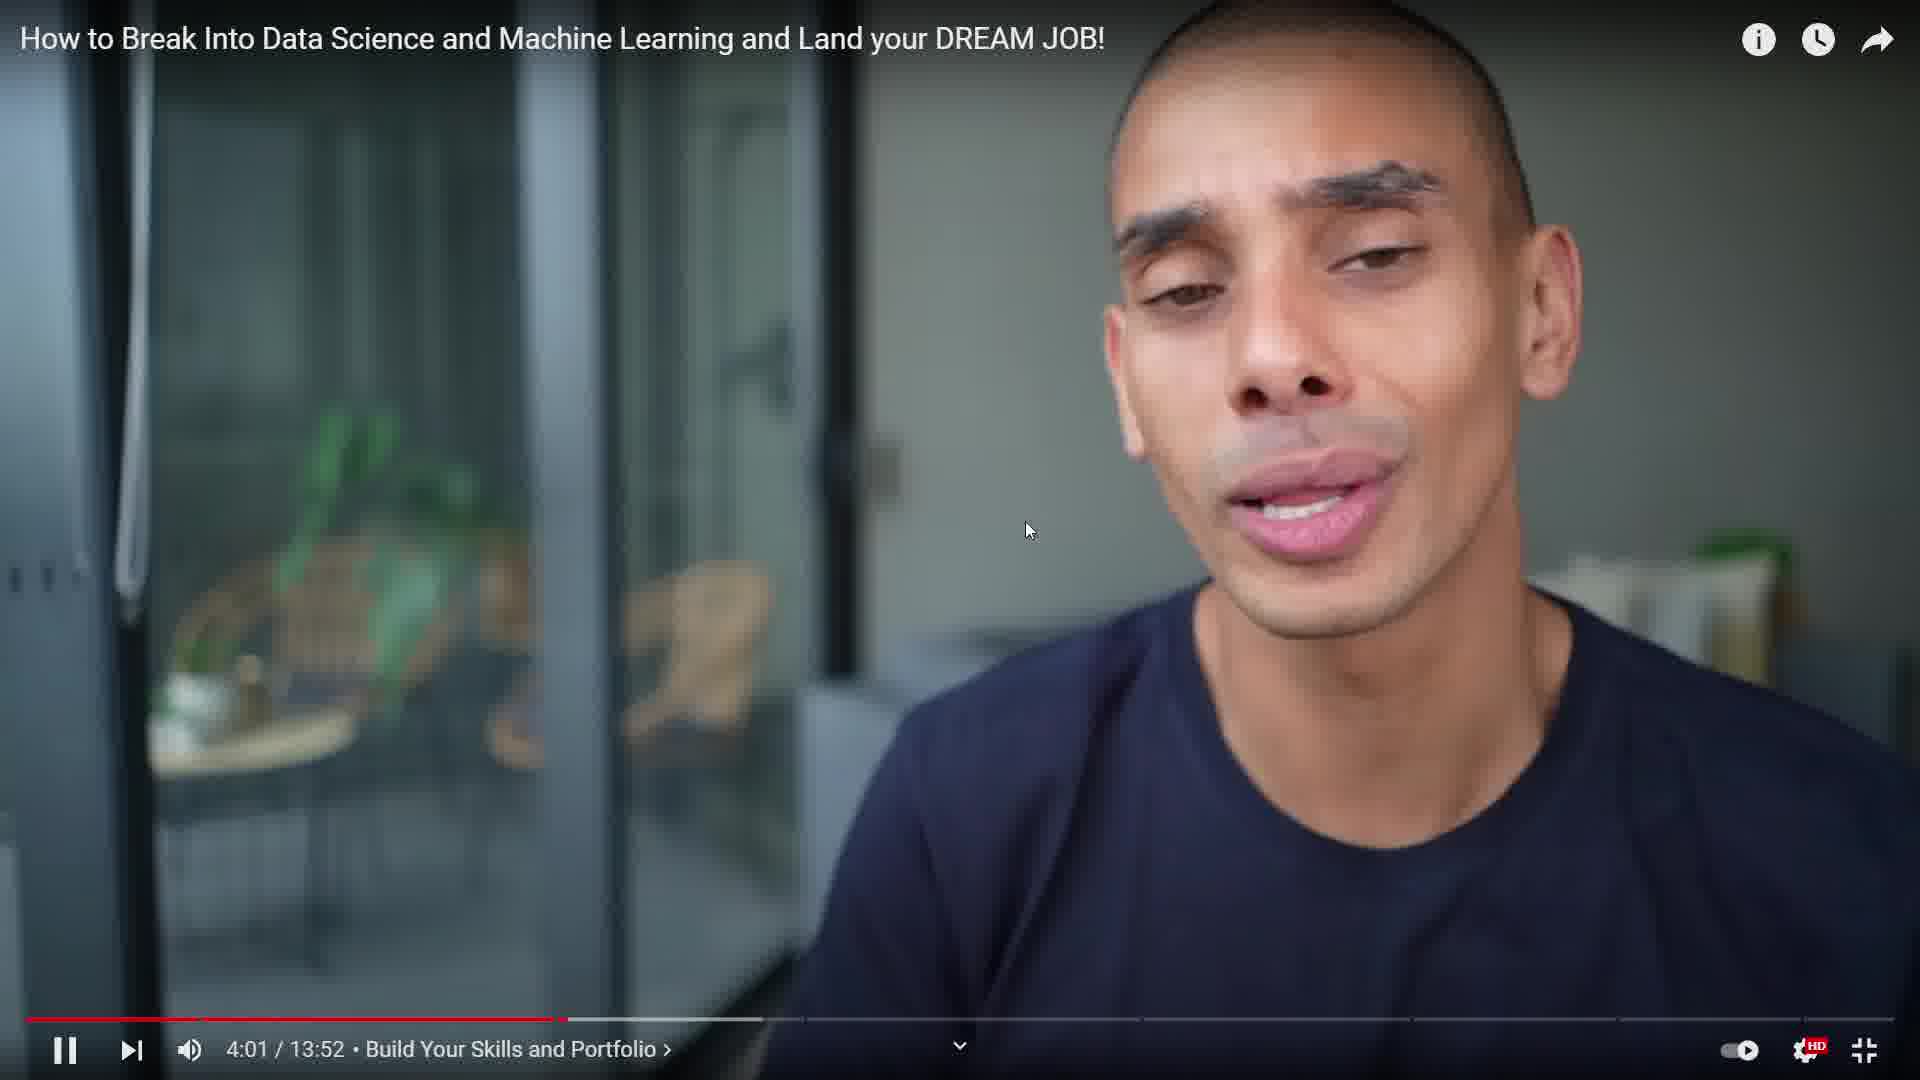 How to Break Into Data Science and Machine Learning and Land your DREAM JOB!
4:01 / 13:52 • Build Your Skills and Portfolio
HD